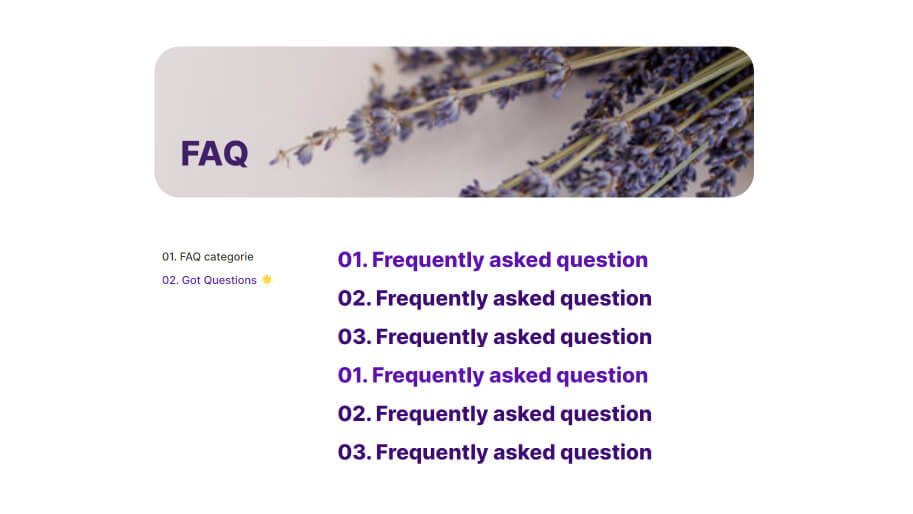 FAQ
01. FAQ categorie
02. Got Questions 🌟
01. Frequently asked question
02. Frequently asked question
03. Frequently asked question
01. Frequently asked question
02. Frequently asked question
03. Frequently asked question